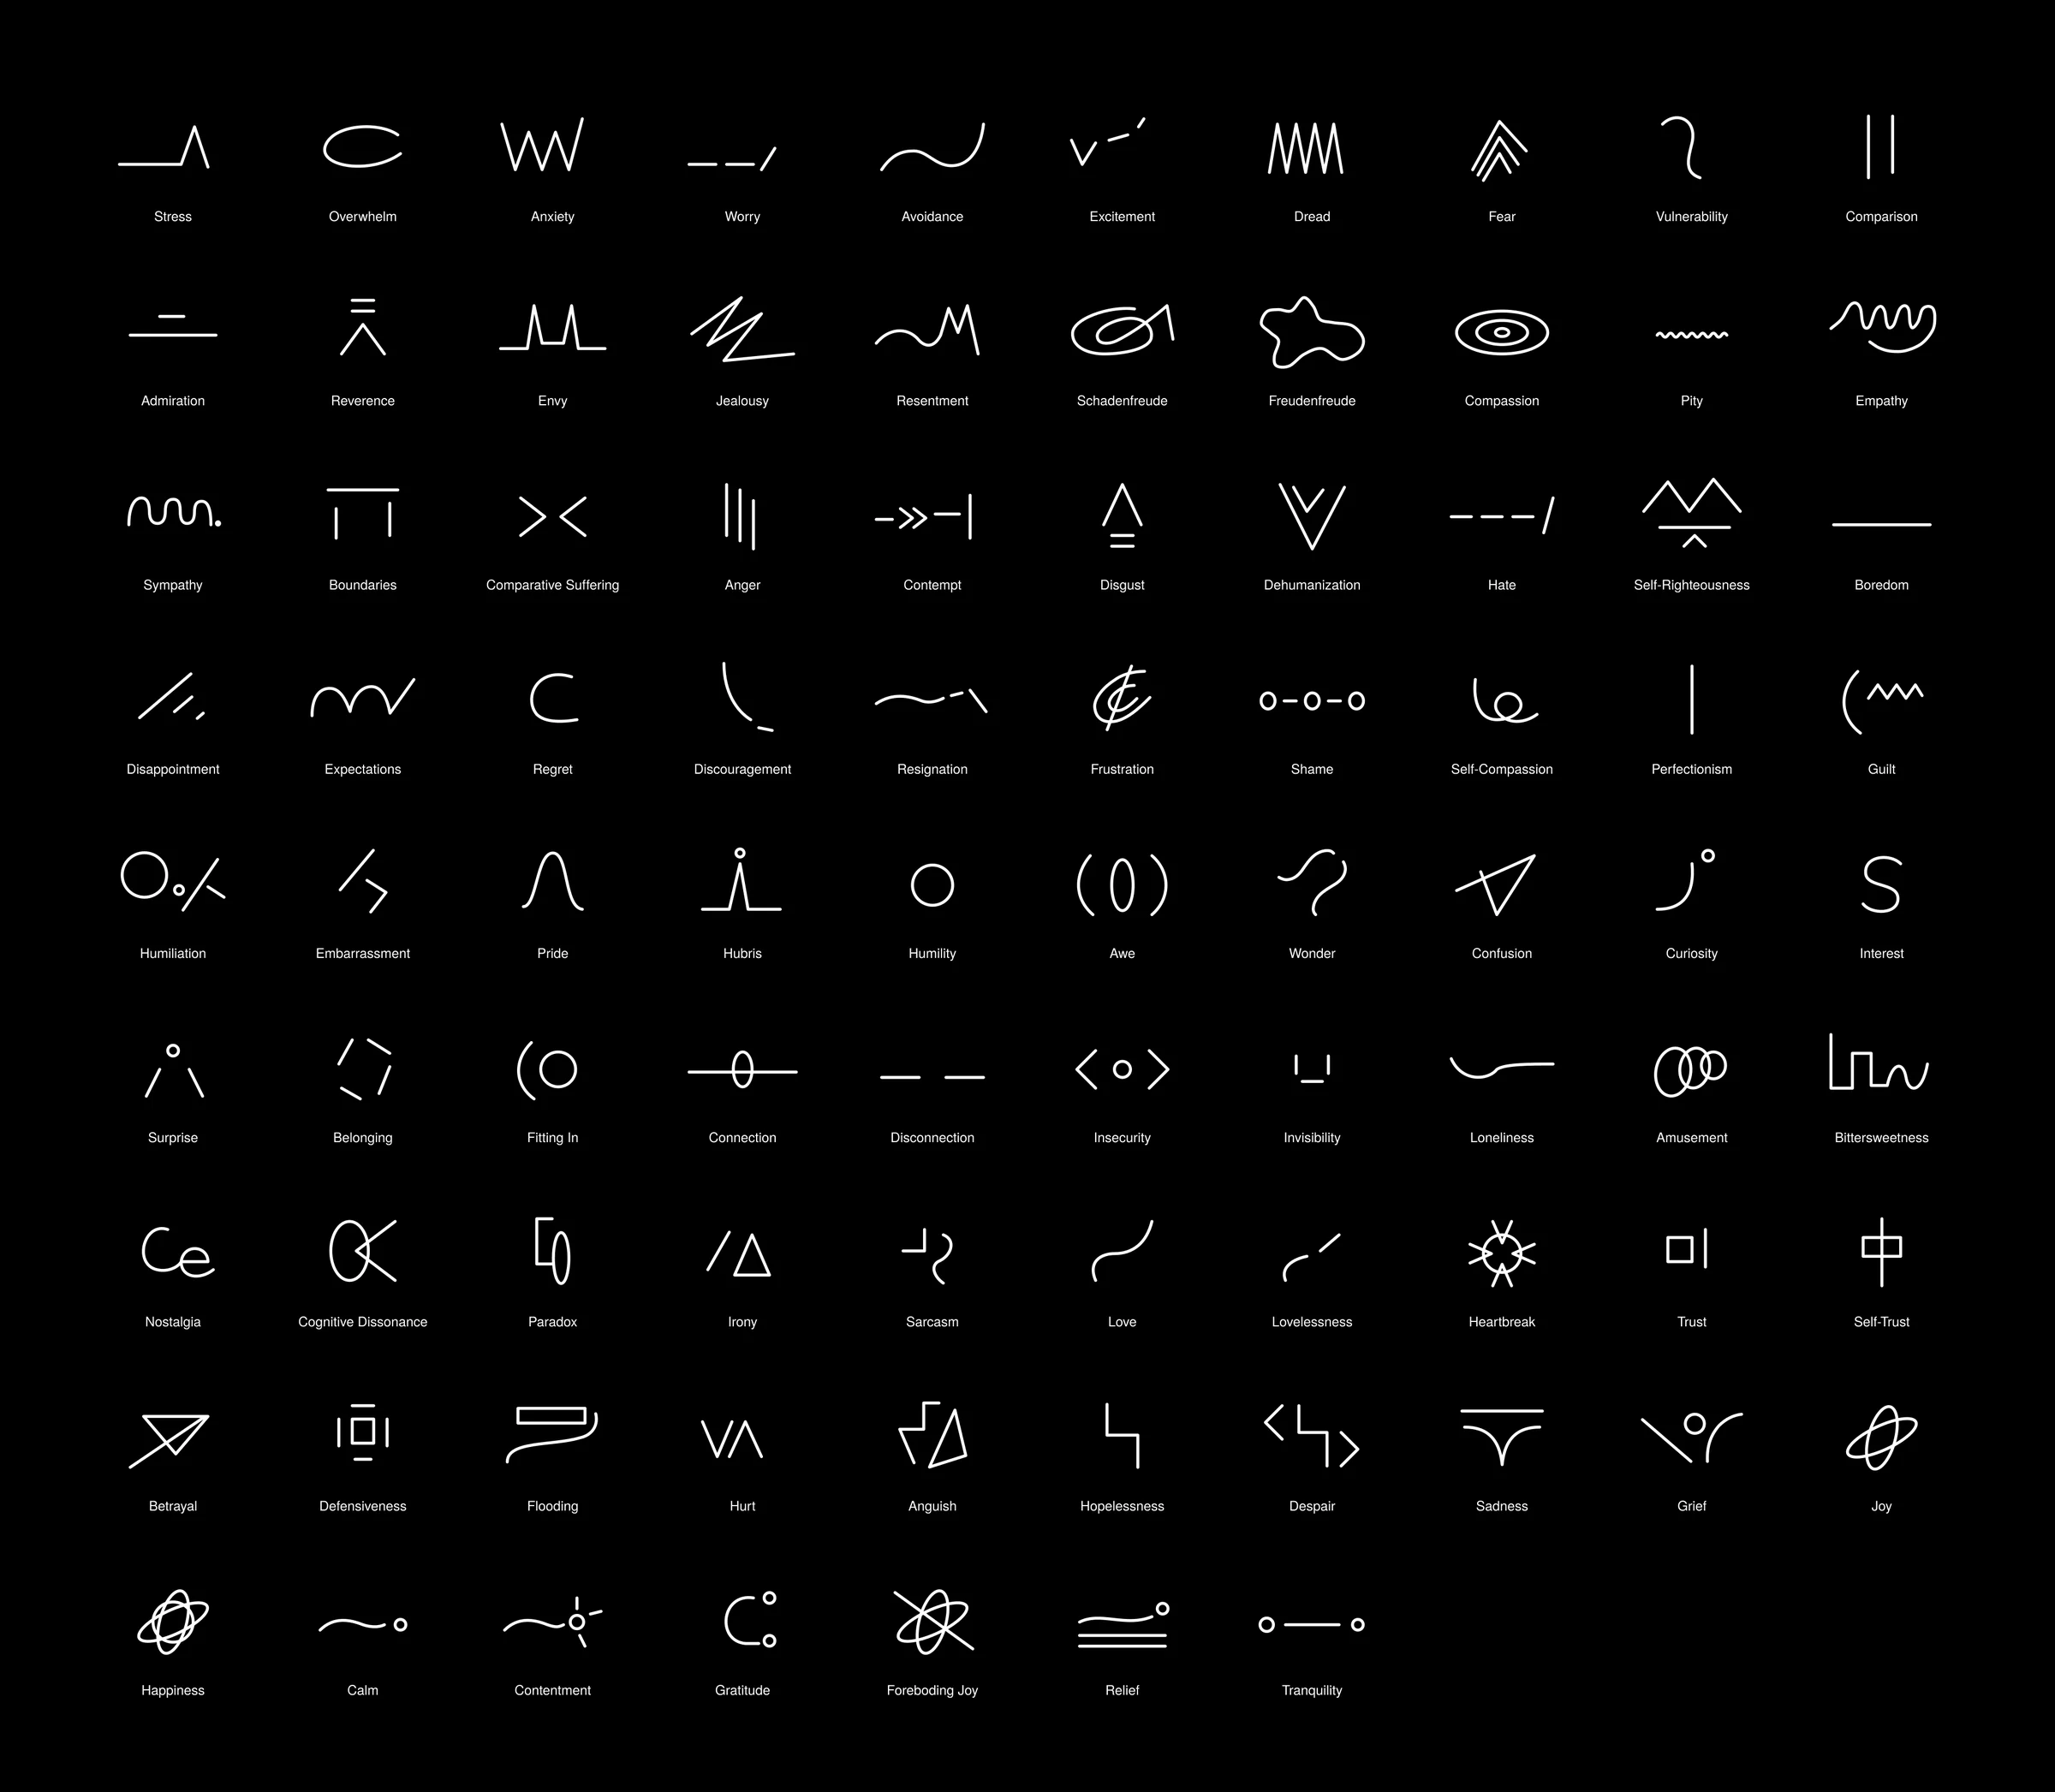 Stress Overwhelm Anxiety Worry Avoidance Excitement Dread Fear Vulnerability Comparison
Admiration Reverence Envy Jealousy Resentment Schadenfreude Freudenfreude Compassion Pity Empathy
Sympathy Boundaries Comparative Suffering Anger Contempt Disgust Dehumanization Hate Self-Righteousness Boredom
Disappointment Expectations Regret Discouragement Resignation Frustration Shame Self-Compassion Perfectionism Guilt
Humiliation Embarrassment Pride Hubris Humility Awe Wonder Confusion Curiosity Interest
Surprise Belonging Fitting In Connection Disconnection Insecurity Invisibility Loneliness Amusement Bittersweetness
Nostalgia Cognitive Dissonance Paradox Irony Sarcasm Love Lovelessness Heartbreak Trust Self-Trust
Betrayal Defensiveness Flooding Hurt Anguish Hopelessness Despair Sadness Grief Joy
Happiness Calm Contentment Gratitude Foreboding Joy Relief Tranquility